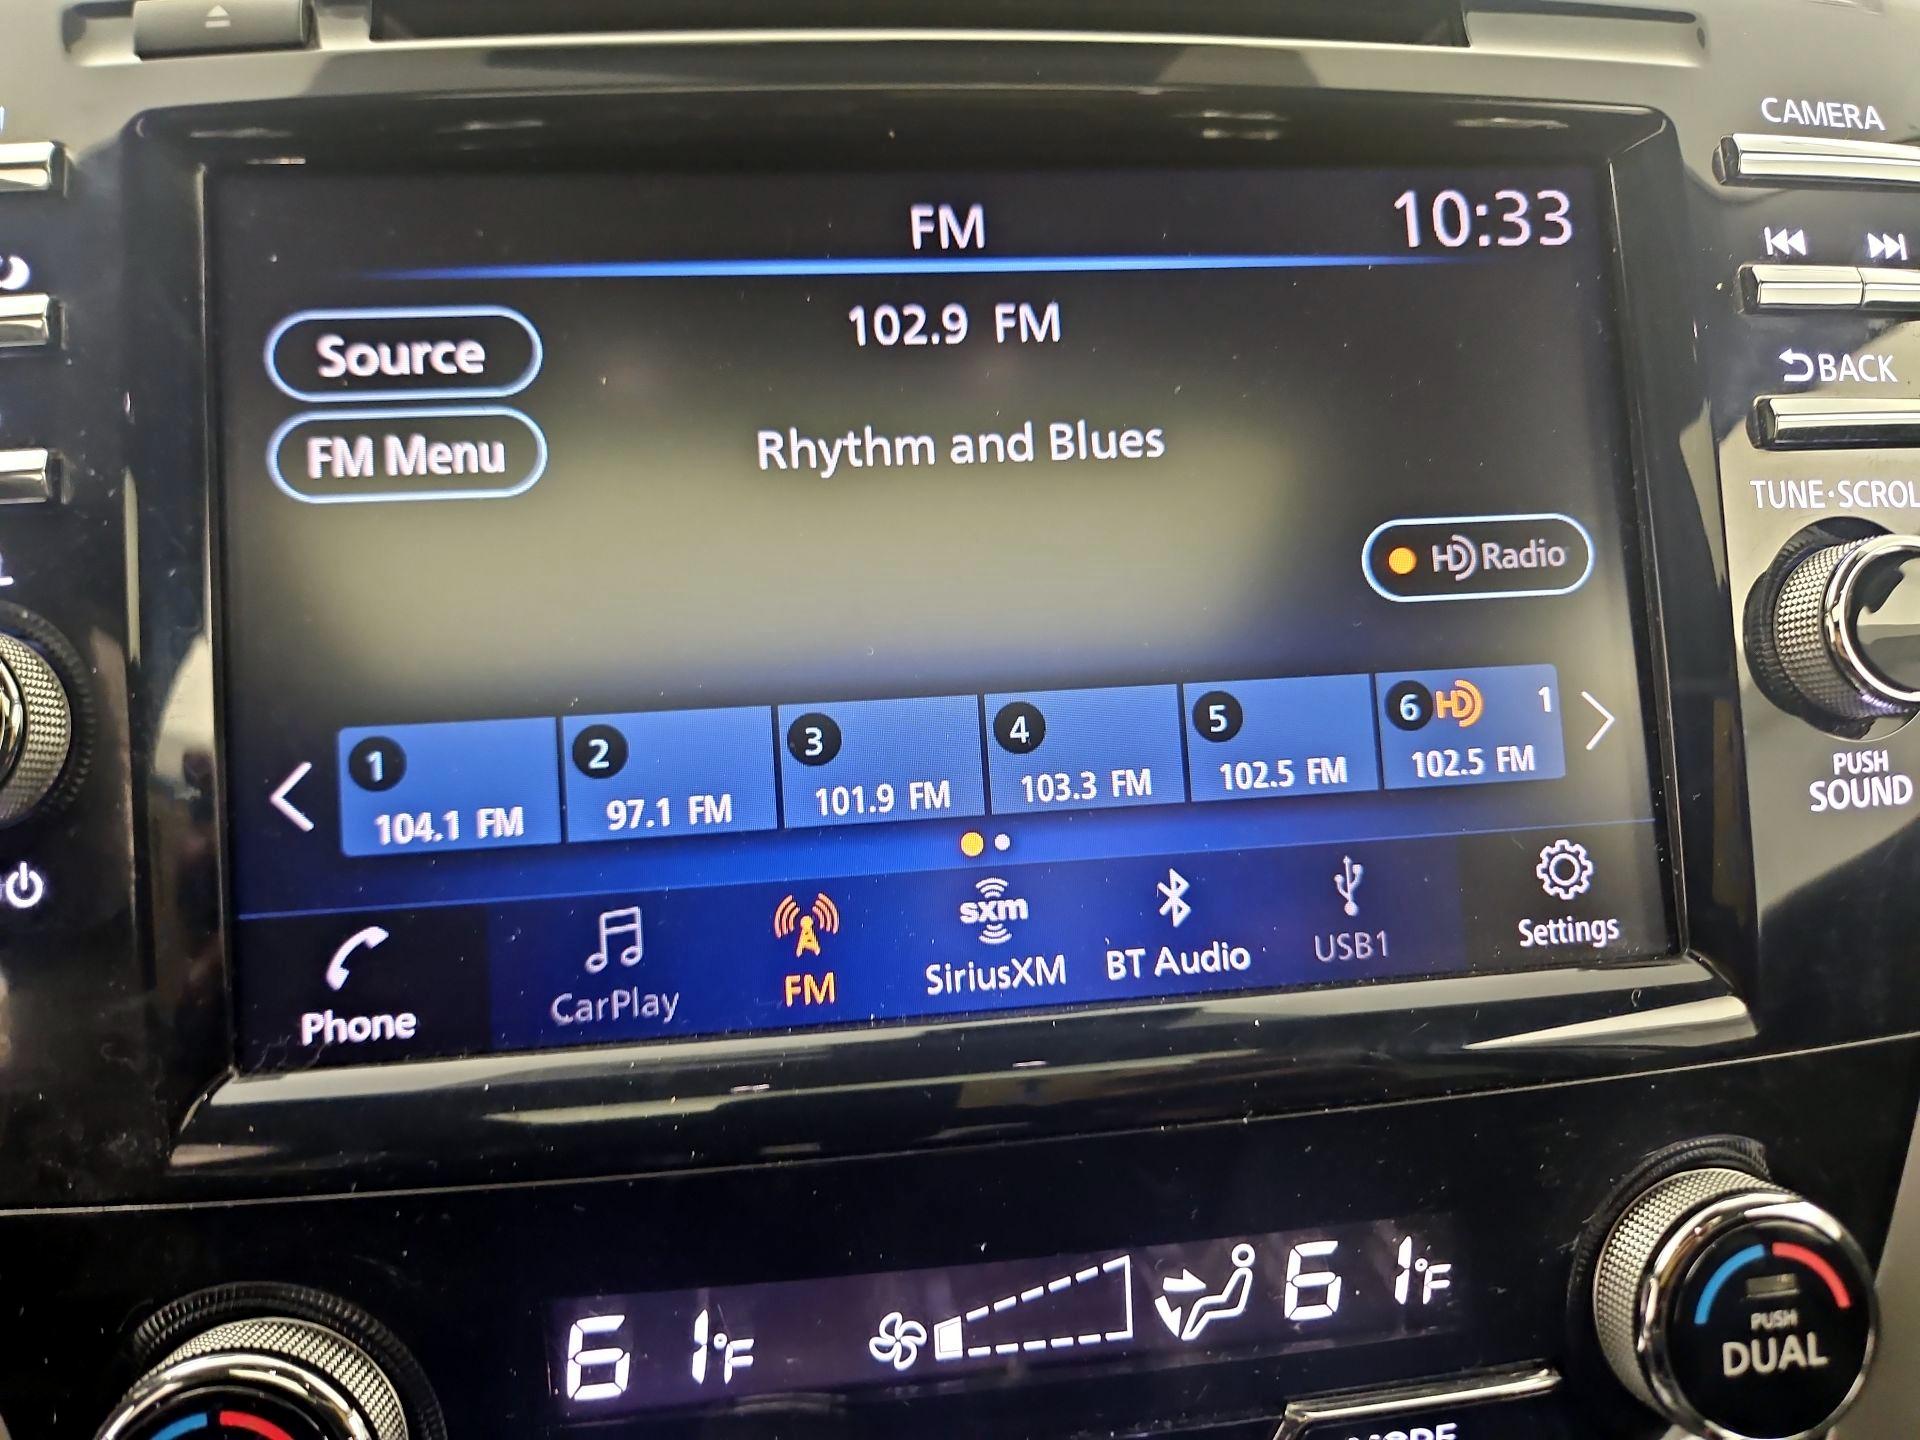 CAMERA
FM
10:33
Source
102.9 FM
FM Menu
Rhythm and Blues
BACK
HD Radio
1
104.1 FM
2
97.1 FM
3
101.9 FM
4
103.3 FM
5
102.5 FM
6 HD 1
102.5 FM
PUSH
SOUND
Phone
CarPlay
FM
sxm
SiriusXM
BT Audio
USB1
Settings
61°F
61°F
PUSH
DUAL